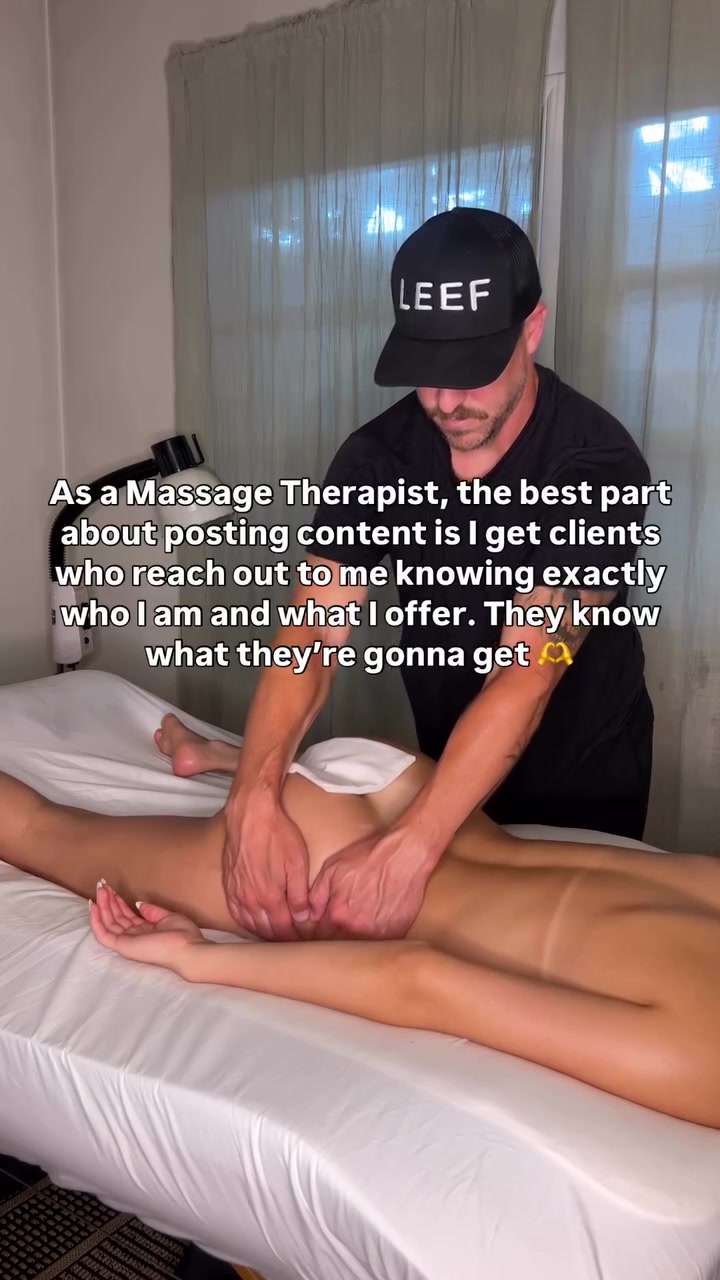 LEEF
As a Massage Therapist, the best part
about posting content is I get clients
who reach out to me knowing exactly
who I am and what I offer. They know
what they're gonna get 🫶